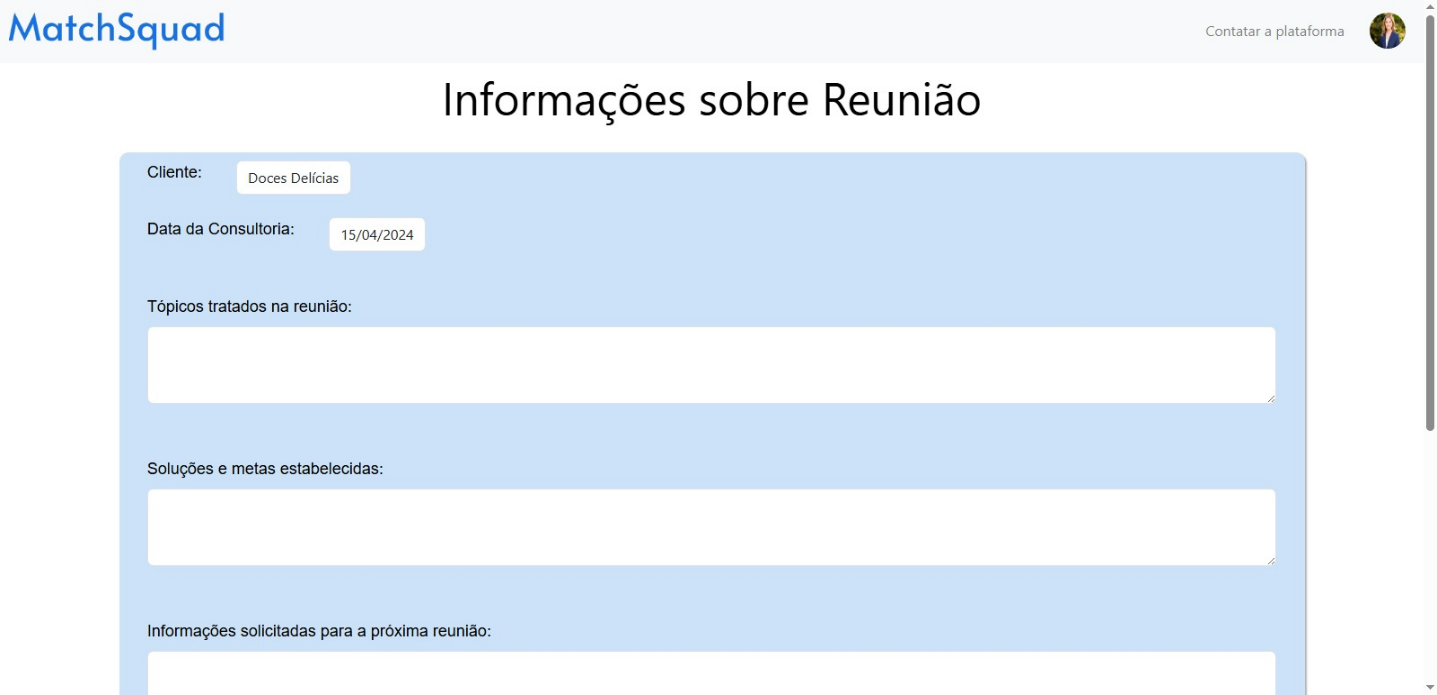 MatchSquad
Contatar a plataforma
Informações sobre Reunião
Cliente: Doces Delícias
Data da Consultoria: 15/04/2024
Tópicos tratados na reunião:
Soluções e metas estabelecidas:
Informações solicitadas para a próxima reunião: